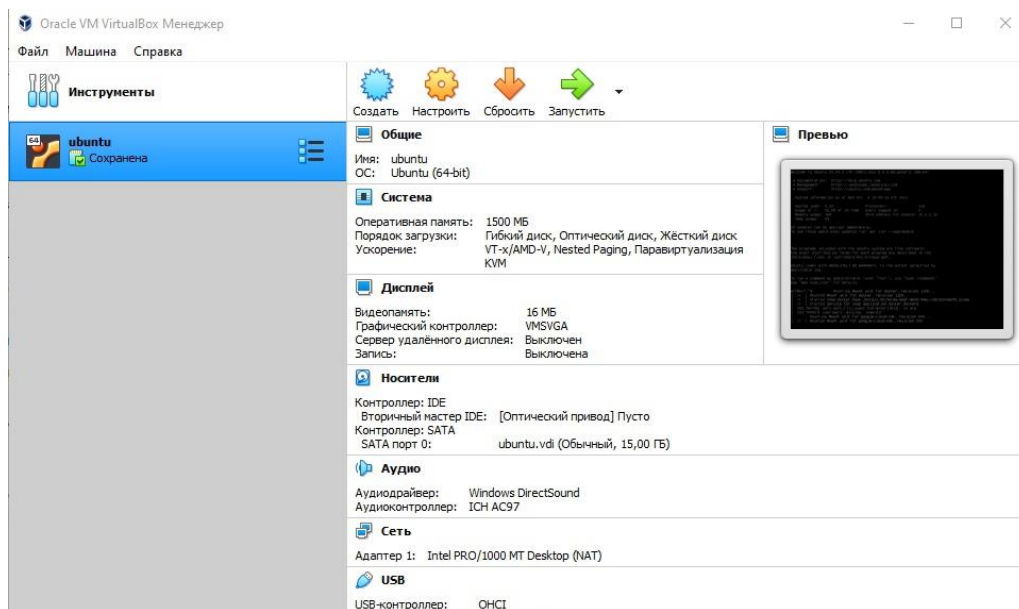 Oracle VM VirtualBox Менеджер
Файл Машина Справка
Инструменты
Создать Настроить Сбросить Запустить
64
ubuntu
Сохранена
Общие
Имя: ubuntu
ОС: Ubuntu (64-bit)
Система
Оперативная память: 1500 МБ
Порядок загрузки: Гибкий диск, Оптический диск, Жёсткий диск
Ускорение: VT-x/AMD-V, Nested Paging, Паравиртуализация
KVM
Дисплей
Видеопамять: 16 МБ
Графический контроллер: VMSVGA
Сервер удалённого дисплея: Выключен
Запись: Выключена
Превью
Носители
Контроллер: IDE
Вторичный мастер IDE: [Оптический привод] Пусто
Контроллер: SATA
SATA порт 0: ubuntu.vdi (Обычный, 15,00 ГБ)
Аудио
Аудиодрайвер: Windows DirectSound
Аудиоконтроллер: ICH AC97
Сеть
Адаптер 1: Intel PRO/1000 MT Desktop (NAT)
USB
USB-контроллер: OHCI